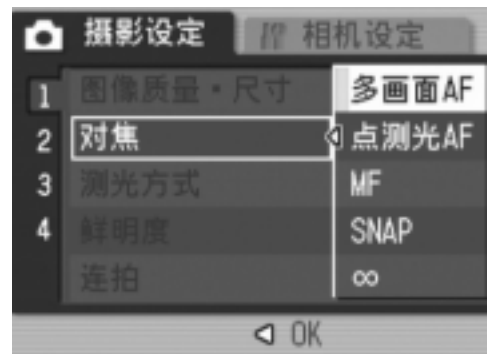 摄影设定 相机设定
1 图像质量・尺寸 多画面AF
2 对焦 点测光AF
3 测光方式 MF
4 鲜明度 SNAP
连拍 ∞
OK